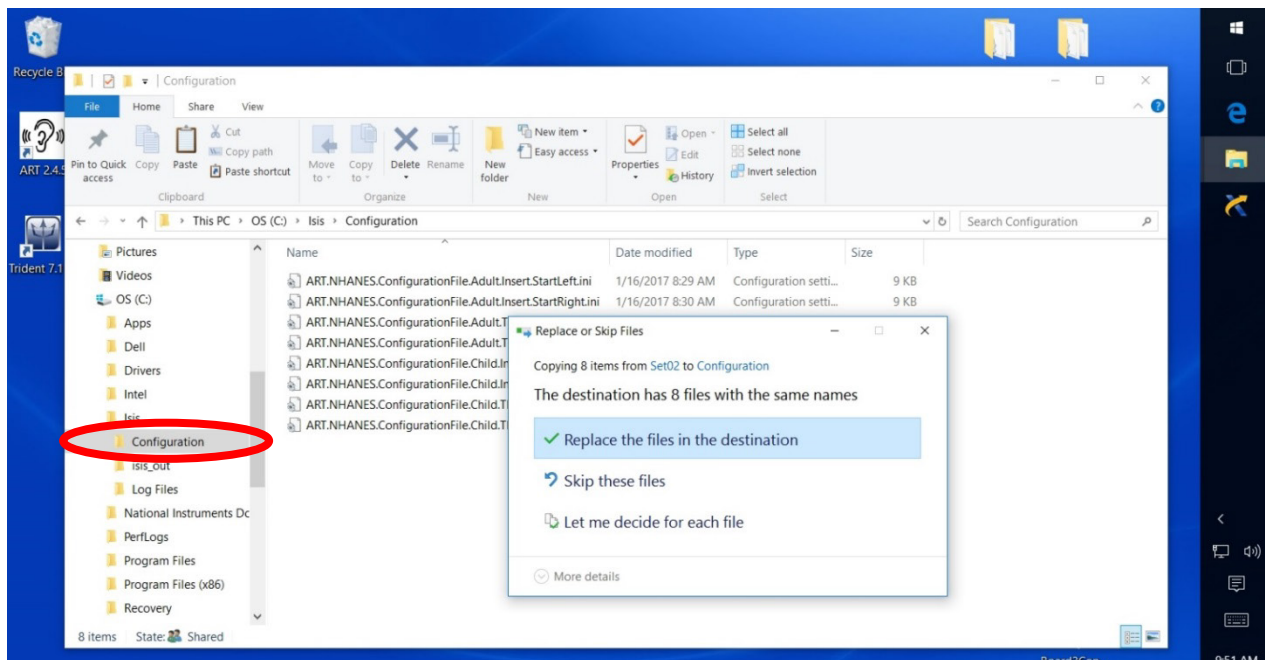 Recycle B
ART 2.4.5
Trident 7.1
Configuration
File Home Share View
Pin to Quick access
Copy
Paste
Cut
Copy path
Paste shortcut
Clipboard
Move to
Copy to
Delete
Rename
Organize
New folder
New item
Easy access
New
Properties
Open
Edit
History
Open
Select all
Select none
Invert selection
Select
This PC > OS (C:) > Isis > Configuration
Search Configuration
Pictures
Videos
OS (C:)
Apps
Dell
Drivers
Intel
Isis
Configuration
isis_out
Log Files
National Instruments Dc
PerfLogs
Program Files
Program Files (x86)
Recovery
Name Date modified Type Size
ART.NHANES.ConfigurationFile.Adult.Insert.StartLeft.ini 1/16/2017 8:29 AM Configuration setti... 9 KB
ART.NHANES.ConfigurationFile.Adult.Insert.StartRight.ini 1/16/2017 8:30 AM Configuration setti... 9 KB
ART.NHANES.ConfigurationFile.Adult.T
ART.NHANES.ConfigurationFile.Adult.T
ART.NHANES.ConfigurationFile.Child.In
ART.NHANES.ConfigurationFile.Child.In
ART.NHANES.ConfigurationFile.Child.T
ART.NHANES.ConfigurationFile.Child.T
Replace or Skip Files
Copying 8 items from Set02 to Configuration
The destination has 8 files with the same names
Replace the files in the destination
Skip these files
Let me decide for each file
More details
8 items State: Shared
9:51 AM